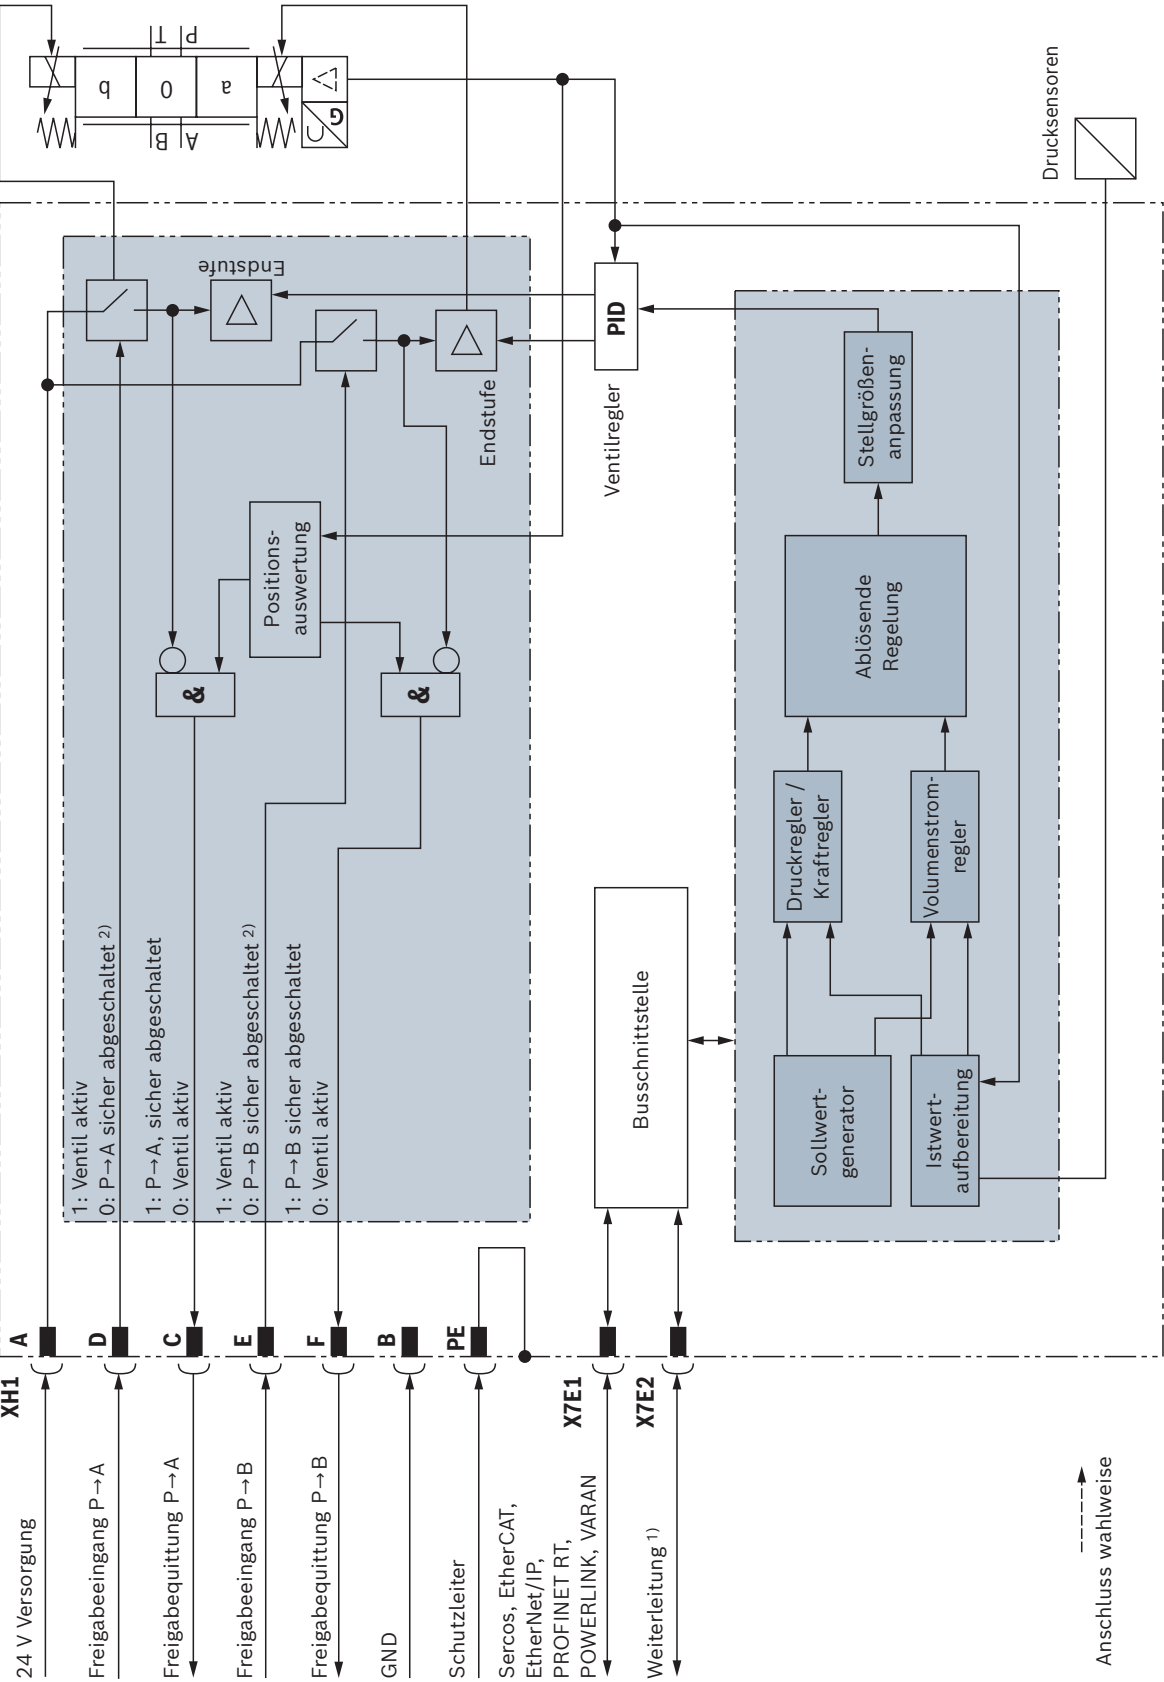 XH1
24 V Versorgung
A
Freigabeeingang P→A
D
1: Ventil aktiv
0: P→A sicher abgeschaltet 2)
Freigabequittung P→A
C
1: P→A, sicher abgeschaltet
0: Ventil aktiv
Freigabeeingang P→B
E
1: Ventil aktiv
0: P→B sicher abgeschaltet 2)
Freigabequittung P→B
F
1: P→B sicher abgeschaltet
0: Ventil aktiv
GND
B
Schutzleiter
PE
Sercos, EtherCAT,
EtherNet/IP,
PROFINET RT,
POWERLINK, VARAN
X7E1
Weiterleitung 1)
X7E2
Busschnittstelle
&
&
Positions-
auswertung
Endstufe
Endstufe
PID
Ventilregler
b
0
a
A
B
P
T
G
U
Sollwert-
generator
Istwert-
aufbereitung
Druckregler /
Kraftregler
Volumenstrom-
regler
Ablösende
Regelung
Stellgrößen-
anpassung
Drucksensoren
Anschluss wahlweise